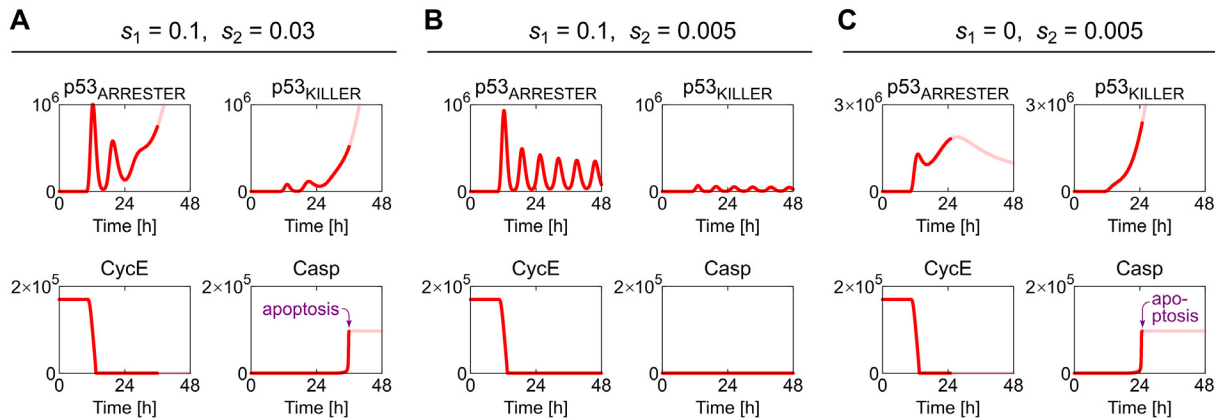 A
s1 = 0.1, s2 = 0.03
p53ARRESTER
p53KILLER
10^6
0
0
24
48
Time [h]
10^6
0
0
24
48
Time [h]
CycE
Casp
2×10^5
0
0
24
48
Time [h]
2×10^5
apoptosis
0
0
24
48
Time [h]
B
s1 = 0.1, s2 = 0.005
p53ARRESTER
p53KILLER
10^6
0
0
24
48
Time [h]
10^6
0
0
24
48
Time [h]
CycE
Casp
2×10^5
0
0
24
48
Time [h]
2×10^5
0
0
24
48
Time [h]
C
s1 = 0, s2 = 0.005
p53ARRESTER
p53KILLER
3×10^6
0
0
24
48
Time [h]
3×10^6
0
0
24
48
Time [h]
CycE
Casp
2×10^5
0
0
24
48
Time [h]
2×10^5
apo-
ptosis
0
0
24
48
Time [h]